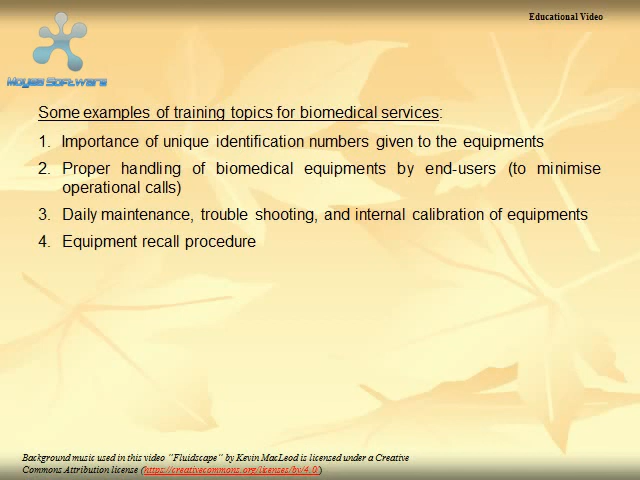 Educational Video
Moyea Software
Some examples of training topics for biomedical services:
1. Importance of unique identification numbers given to the equipments
2. Proper handling of biomedical equipments by end-users (to minimise
operational calls)
3. Daily maintenance, trouble shooting, and internal calibration of equipments
4. Equipment recall procedure
Background music used in this video "Fluidscape" by Kevin MacLeod is licensed under a Creative
Commons Attribution license (https://creativecommons.org/licenses/by/4.0/)